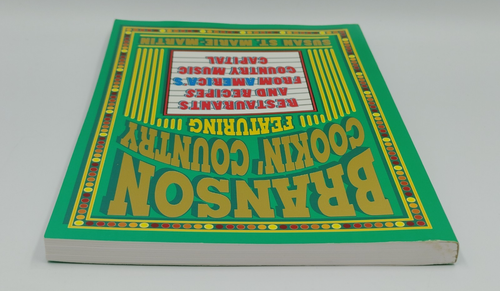 BRANSON
COOKIN' COUNTRY
FEATURING
RESTAURANTS
AND RECIPES
FROM AMERICA'S
COUNTRY MUSIC
CAPITAL
SUSAN ST. MARIE-MARTIN